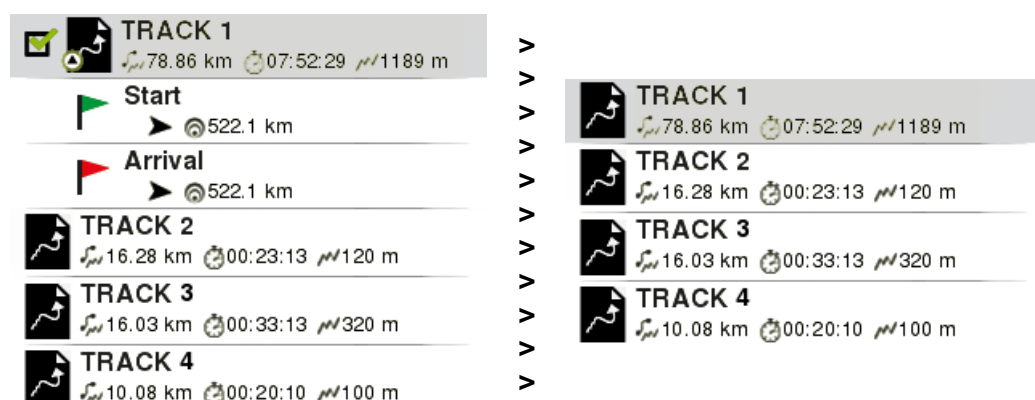 TRACK 1
78.86 km 07:52:29 1189 m
Start
522.1 km
Arrival
522.1 km
TRACK 2
16.28 km 00:23:13 120 m
TRACK 3
16.03 km 00:33:13 320 m
TRACK 4
10.08 km 00:20:10 100 m
>
>
>
>
>
>
>
>
>
>
>
TRACK 1
78.86 km 07:52:29 1189 m
TRACK 2
16.28 km 00:23:13 120 m
TRACK 3
16.03 km 00:33:13 320 m
TRACK 4
10.08 km 00:20:10 100 m